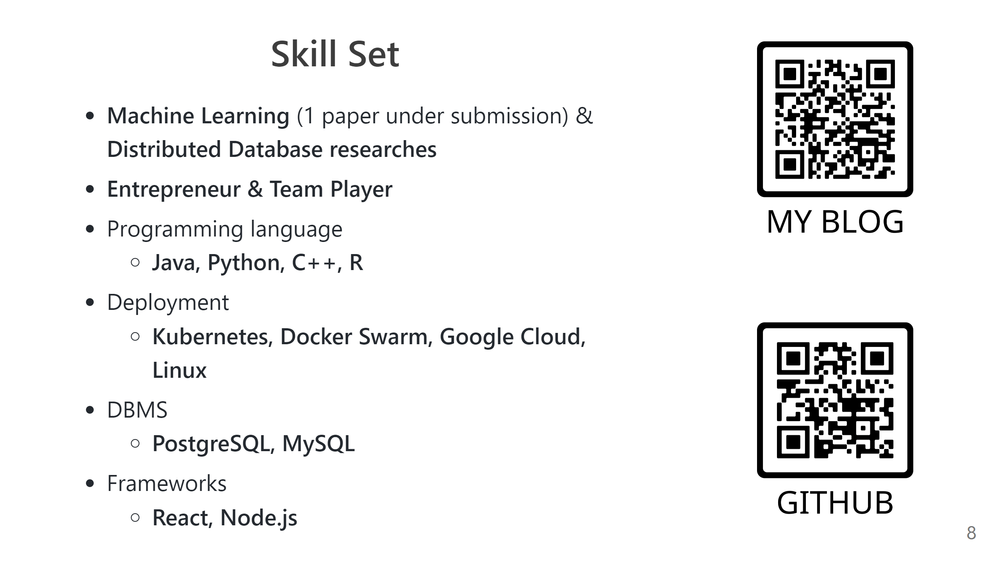 Skill Set
Machine Learning (1 paper under submission) &
Distributed Database researches
Entrepreneur & Team Player
Programming language
Java, Python, C++, R
Deployment
Kubernetes, Docker Swarm, Google Cloud,
Linux
DBMS
PostgreSQL, MySQL
Frameworks
React, Node.js
MY BLOG
GITHUB
8